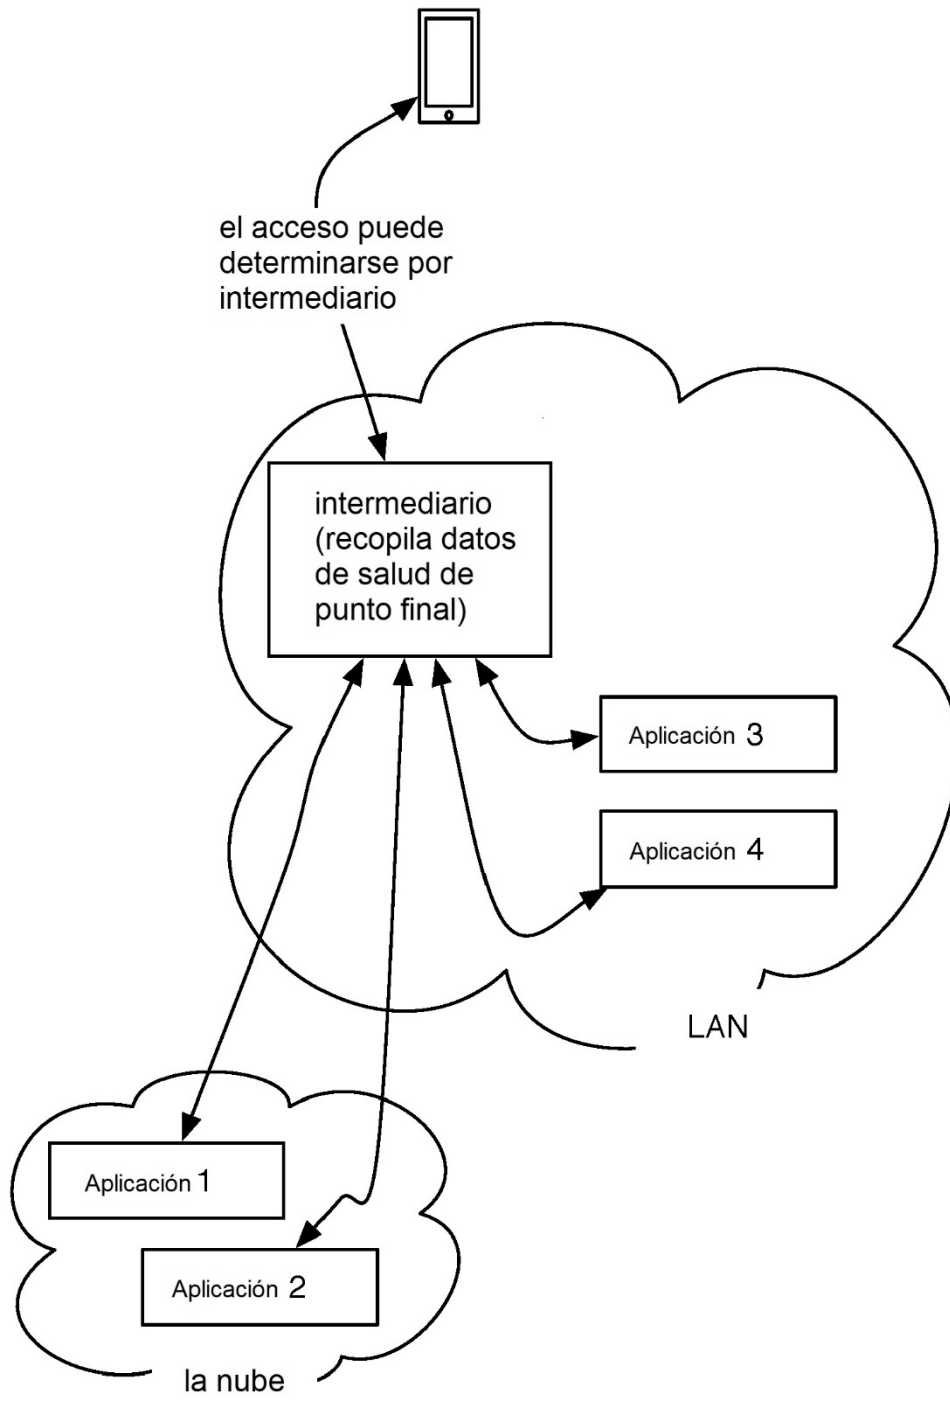 el acceso puede
determinarse por
intermediario
intermediario
(recopila datos
de salud de
punto final)
Aplicación 3
Aplicación 4
LAN
Aplicación 1
Aplicación 2
la nube